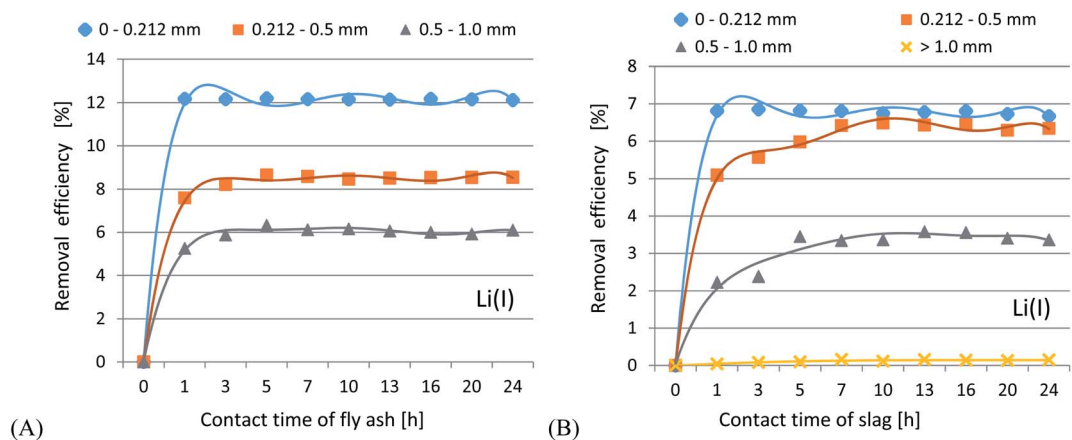 0 - 0.212 mm 0.212 - 0.5 mm 0.5 - 1.0 mm
14
12
10
8
6
4
2
0
Removal efficiency [%]
Li(I)
0 1 3 5 7 10 13 16 20 24
Contact time of fly ash [h]
(A)
0 - 0.212 mm 0.212 - 0.5 mm
0.5 - 1.0 mm > 1.0 mm
8
7
6
5
4
3
2
1
0
Removal efficiency [%]
Li(I)
0 1 3 5 7 10 13 16 20 24
Contact time of slag [h]
(B)